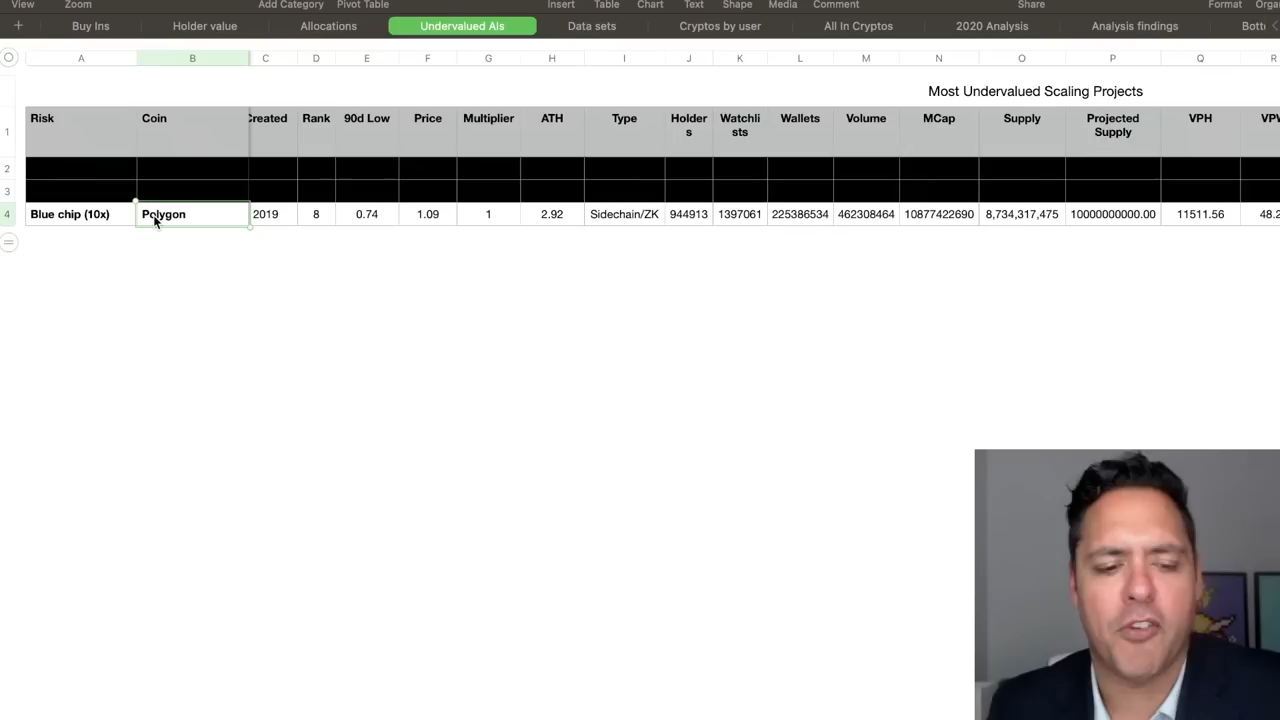 View Zoom Add Category Pivot Table Insert Table Chart Text Shape Media Comment Share Format
Buy Ins Holder value Allocations Undervalued AIs Data sets Cryptos by user All In Cryptos 2020 Analysis Analysis findings
A B C D E F G H I J K L M N O P Q R
Most Undervalued Scaling Projects
1 Risk Coin Created Rank 90d Low Price Multiplier ATH Type Holders Watchlists Wallets Volume MCap Supply Projected Supply VPH
2
3
4 Blue chip (10x) Polygon 2019 8 0.74 1.09 1 2.92 Sidechain/ZK 944913 1397061 225386534 462308464 10877422690 8,734,317,475 10000000000.00 11511.56 48.2